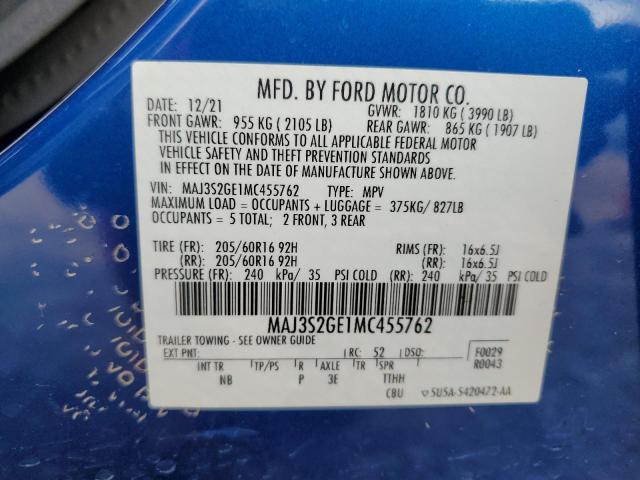 MFD. BY FORD MOTOR CO.
DATE: 12/21 GVWR: 1810 KG ( 3990 LB)
FRONT GAWR: 955 KG ( 2105 LB) REAR GAWR: 865 KG ( 1907 LB)
THIS VEHICLE CONFORMS TO ALL APPLICABLE FEDERAL MOTOR
VEHICLE SAFETY AND THEFT PREVENTION STANDARDS
IN EFFECT ON THE DATE OF MANUFACTURE SHOWN ABOVE.
VIN: MAJ3S2GE1MC455762 TYPE: MPV
MAXIMUM LOAD = OCCUPANTS + LUGGAGE = 375KG/ 827LB
OCCUPANTS = 5 TOTAL; 2 FRONT, 3 REAR
TIRE (FR): 205/60R16 92H RIMS (FR): 16x6.5J
(RR): 205/60R16 92H (RR): 16x6.5J
PRESSURE (FR): 240 kPa/ 35 PSI COLD (RR): 240 kPa/ 35 PSI COLD
MAJ3S2GE1MC455762
TRAILER TOWING - SEE OWNER GUIDE
EXT PNT: RC: 52 DSO: F0029
R0043
INT TR TP/PS R AXLE TR SPR
NB P 3E TTHH
CBU 5U5A-S420472-AA